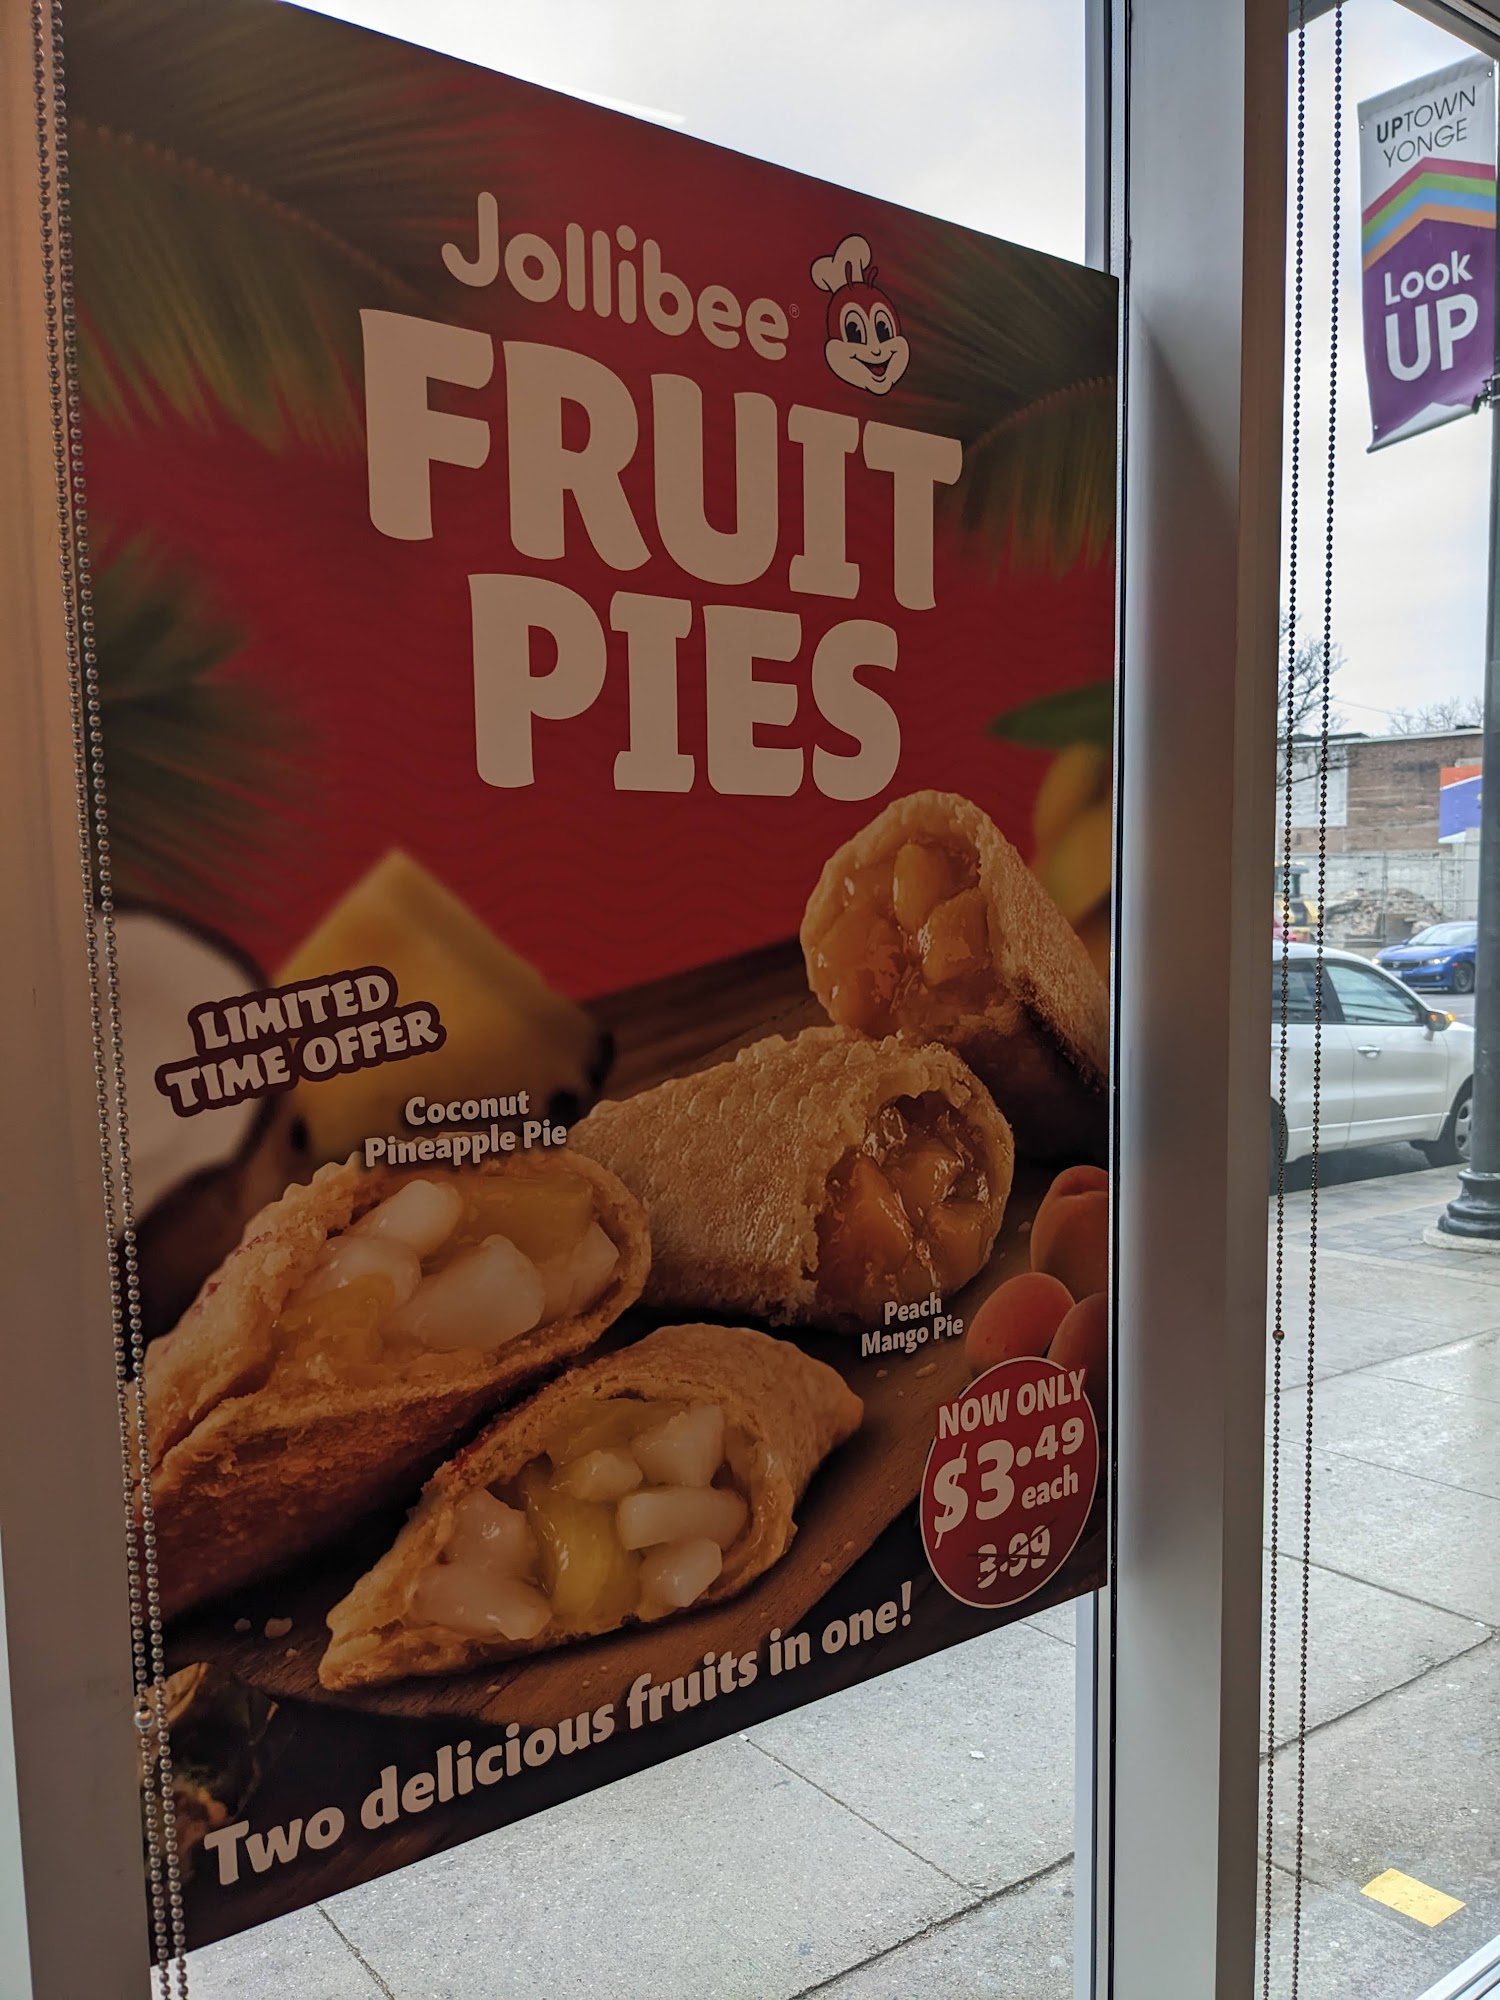 Jollibee®
FRUIT
PIES
LIMITED
TIME OFFER
Coconut
Pineapple Pie
Peach
Mango Pie
NOW ONLY
$3.49
each
3.99
Two delicious fruits in one!
UPTOWN
YONGE
Look
UP